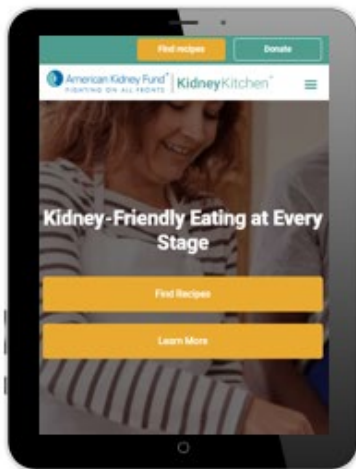 Find recipes
Donate
American Kidney Fund®
FIGHTING ON ALL FRONTS
KidneyKitchen®
Kidney-Friendly Eating at Every
Stage
Find Recipes
Learn More